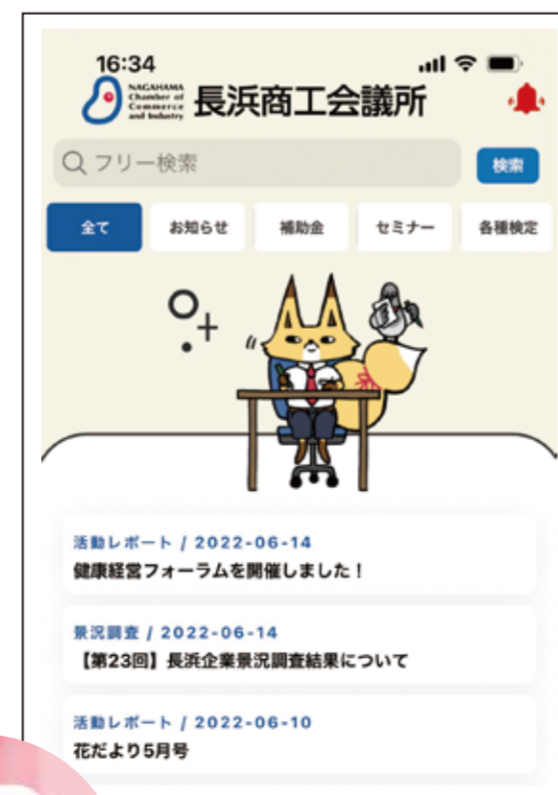 16:34
NAGAHAMA
Chamber of
Commerce
and Industry
長浜商工会議所
フリー検索
検索
全て
お知らせ
補助金
セミナー
各種検定
活動レポート / 2022-06-14
健康経営フォーラムを開催しました！
景況調査 / 2022-06-14
【第23回】長浜企業景況調査結果について
活動レポート / 2022-06-10
花だより5月号